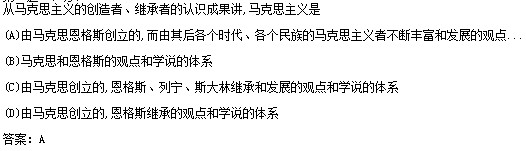 从马克思主义的创造者、继承者的认识成果讲,马克思主义是
(A)由马克思恩格斯创立的,而由其后各个时代、各个民族的马克思主义者不断丰富和发展的观点...
(B)马克思和恩格斯的观点和学说的体系
(C)由马克思创立的,恩格斯、列宁、斯大林继承和发展的观点和学说的体系
(D)由马克思创立的,恩格斯继承的观点和学说的体系
答案：A